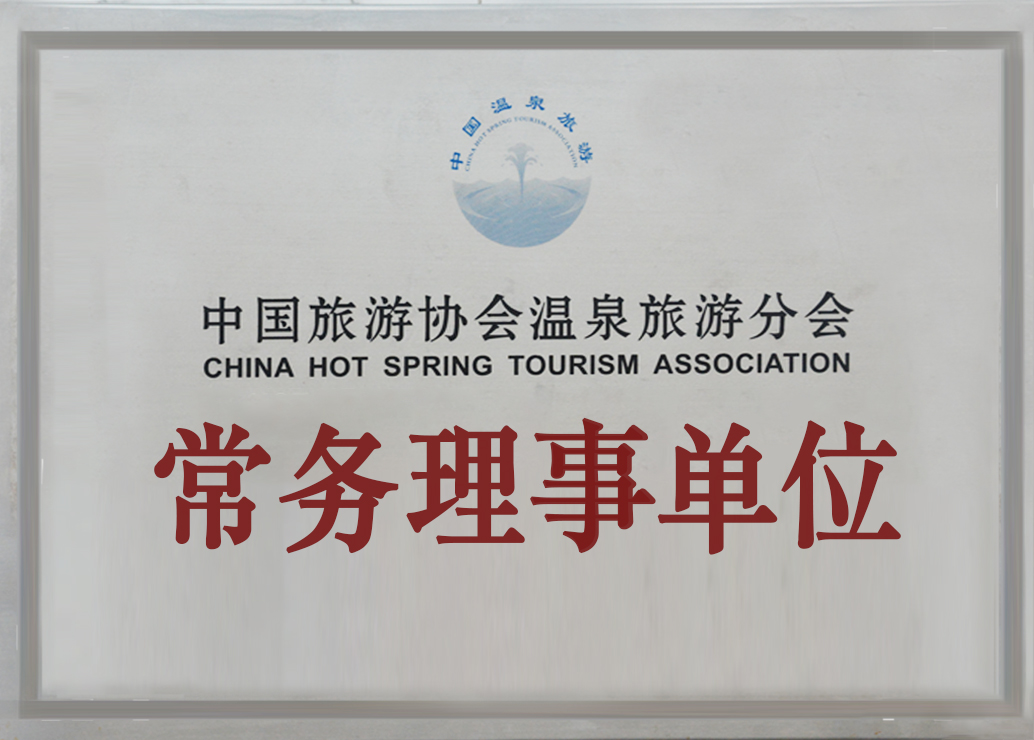 中国温泉旅游
CHINA HOT SPRING TOURISM ASSOCIATION
中国旅游协会温泉旅游分会
CHINA HOT SPRING TOURISM ASSOCIATION
常务理事单位